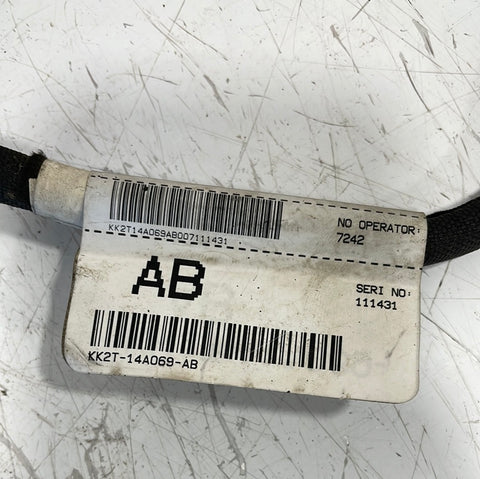 KK2T14A069AB007111431
NO OPERATOR:
7242
AB
SERI NO:
111431
KK2T-14A069-AB